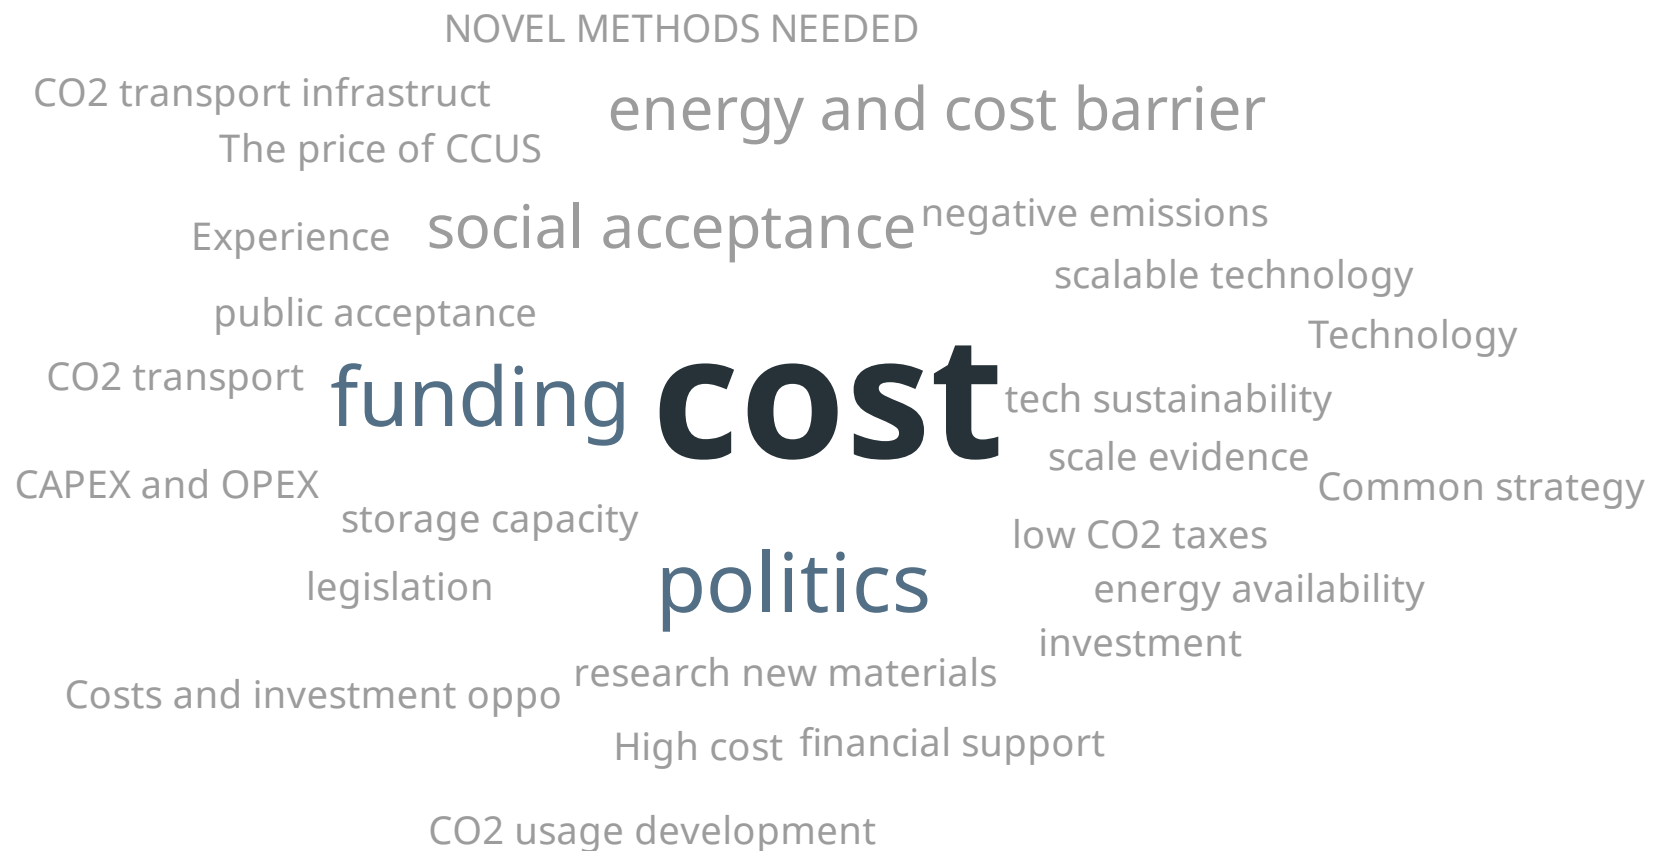 NOVEL METHODS NEEDED
CO2 transport infrastruct
energy and cost barrier
The price of CCUS
social acceptance
negative emissions
Experience
scalable technology
public acceptance
Technology
CO2 transport
funding
cost
tech sustainability
scale evidence
CAPEX and OPEX
Common strategy
storage capacity
low CO2 taxes
legislation
politics
energy availability
investment
research new materials
Costs and investment oppo
High cost
financial support
CO2 usage development